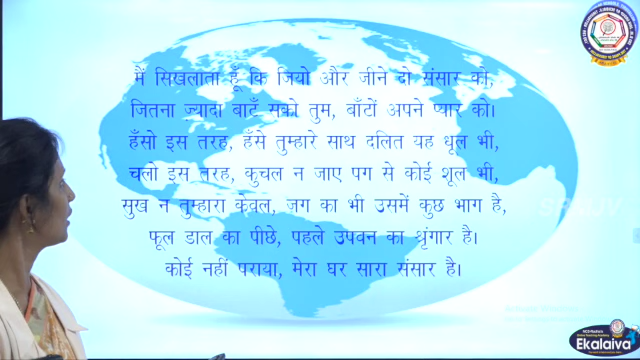 मैं सिखलाता हूँ कि जियो और जीने दो संसार को,
जितना ज़्यादा बाटँ सको तुम, बाँटों अपने प्यार को।
हँसो इस तरह, हँसे तुम्हारे साथ दलित यह धूल भी,
चलो इस तरह, कुचल न जाए पग से कोई शूल भी,
सुख न तुम्हारा केवल, जग का भी उसमें कुछ भाग है,
फूल डाल का पीछे, पहले उपवन का श्रृंगार है।
कोई नहीं पराया, मेरा घर सारा संसार है।
Ekalaiva